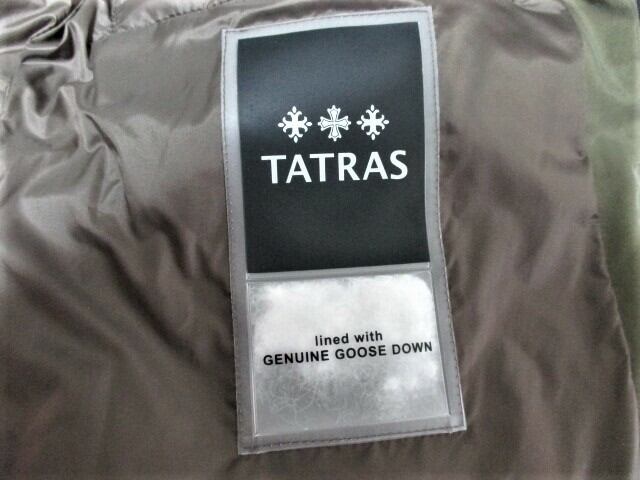 TATRAS
lined with
GENUINE GOOSE DOWN